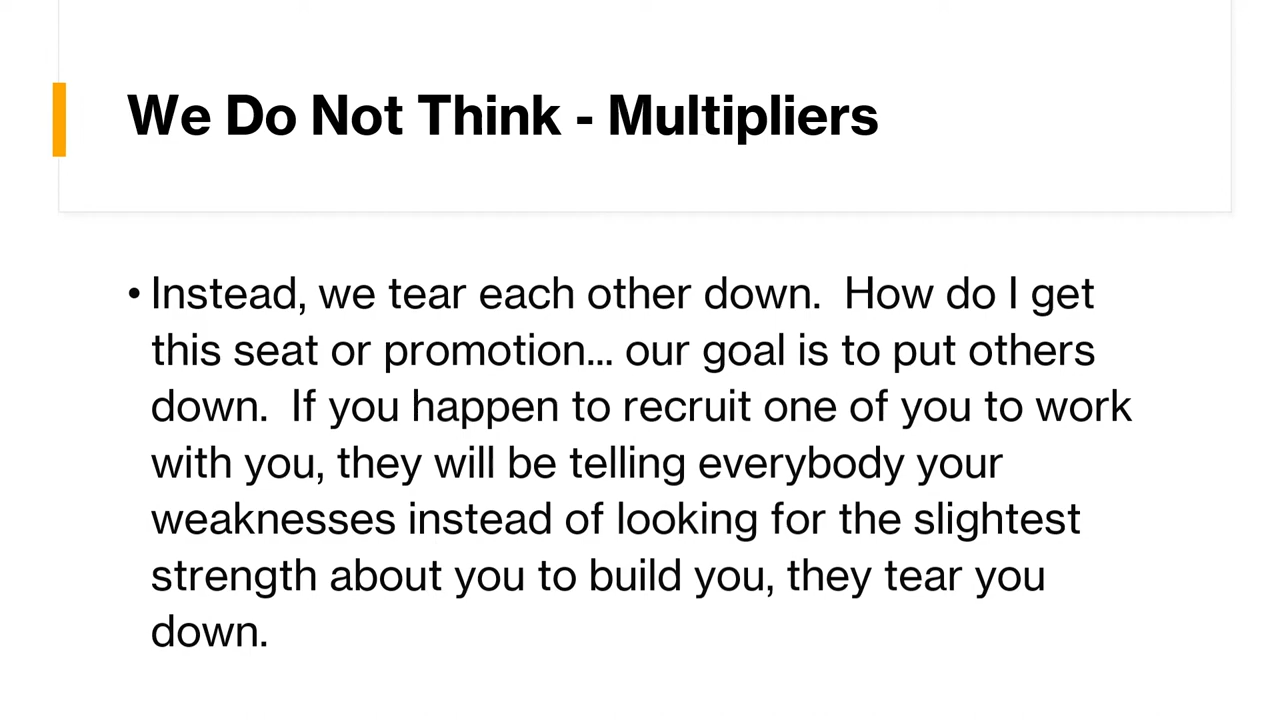 We Do Not Think - Multipliers
• Instead, we tear each other down.  How do I get
this seat or promotion... our goal is to put others
down.  If you happen to recruit one of you to work
with you, they will be telling everybody your
weaknesses instead of looking for the slightest
strength about you to build you, they tear you
down.